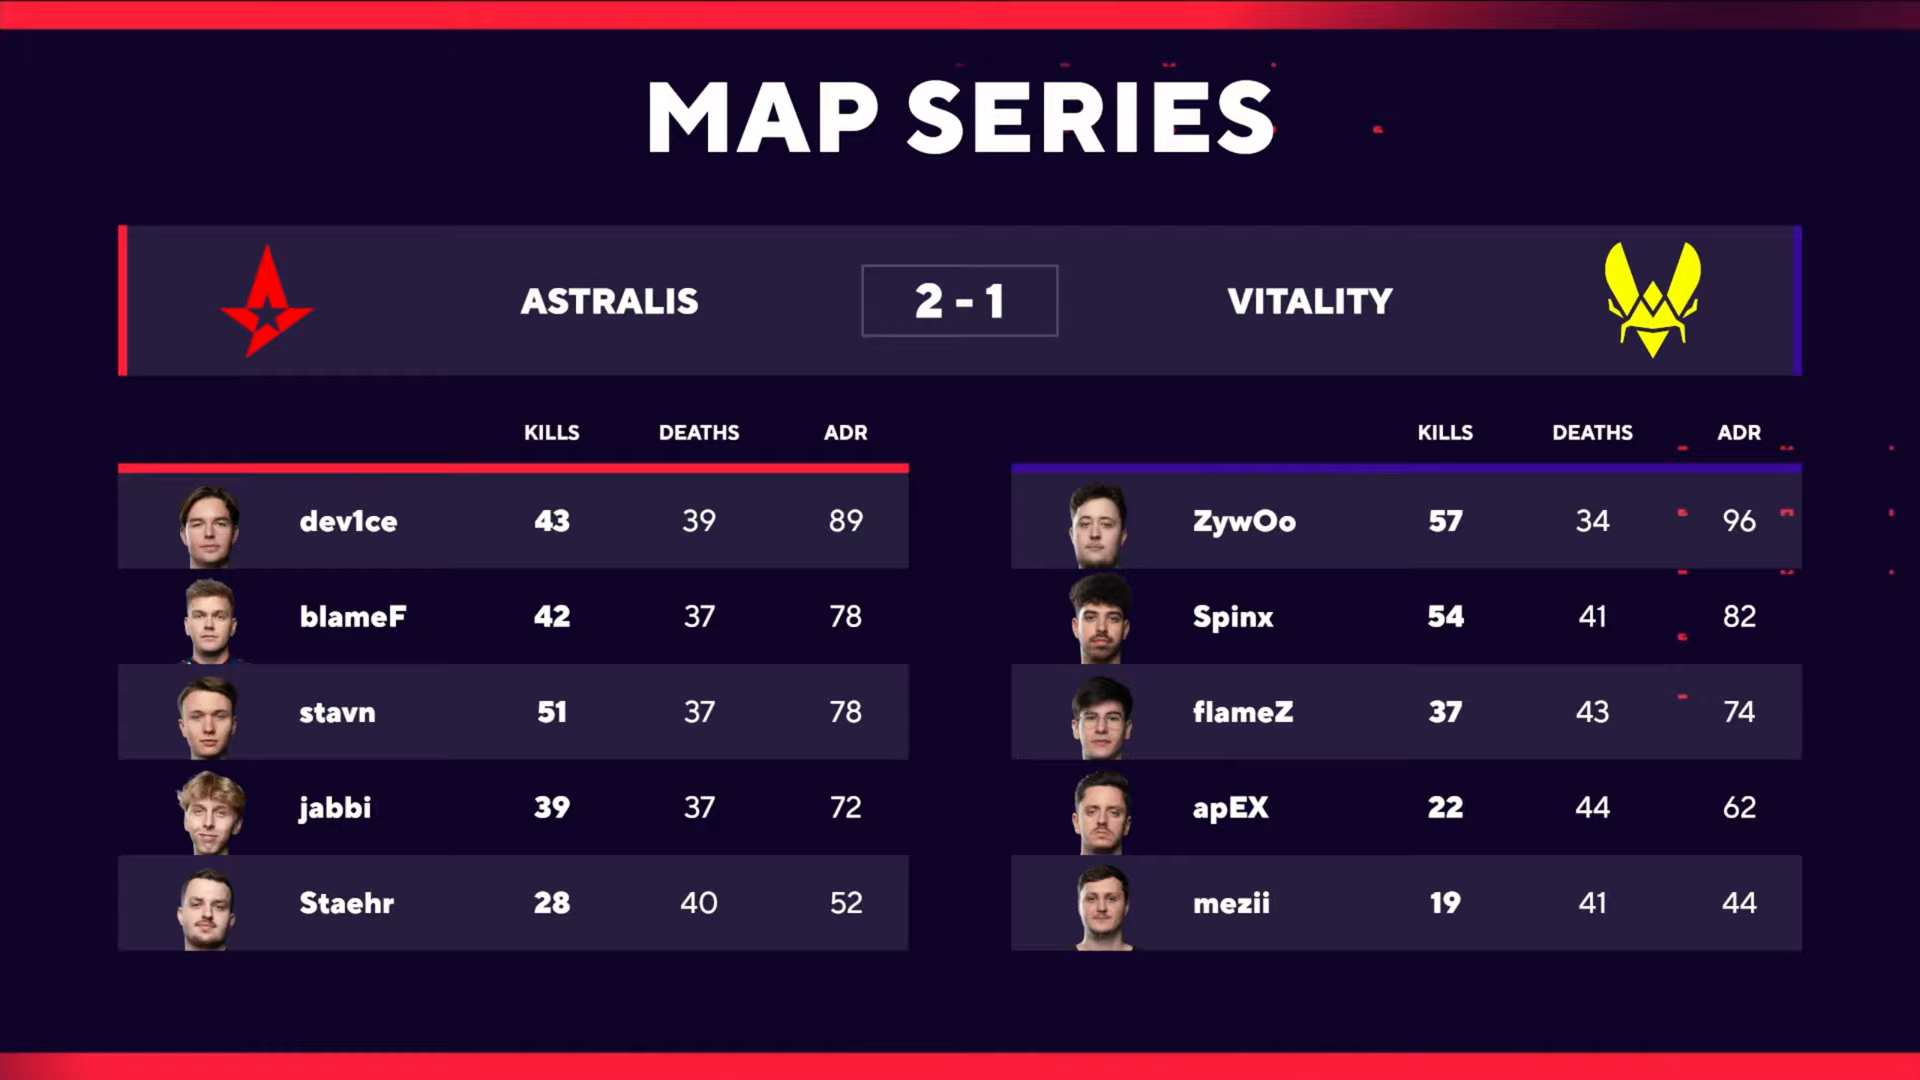 MAP SERIES
ASTRALIS 2 - 1 VITALITY
KILLS DEATHS ADR KILLS DEATHS ADR
dev1ce 43 39 89 ZywOo 57 34 96
blameF 42 37 78 Spinx 54 41 82
stavn 51 37 78 flameZ 37 43 74
jabbi 39 37 72 apEX 22 44 62
Staehr 28 40 52 mezii 19 41 44